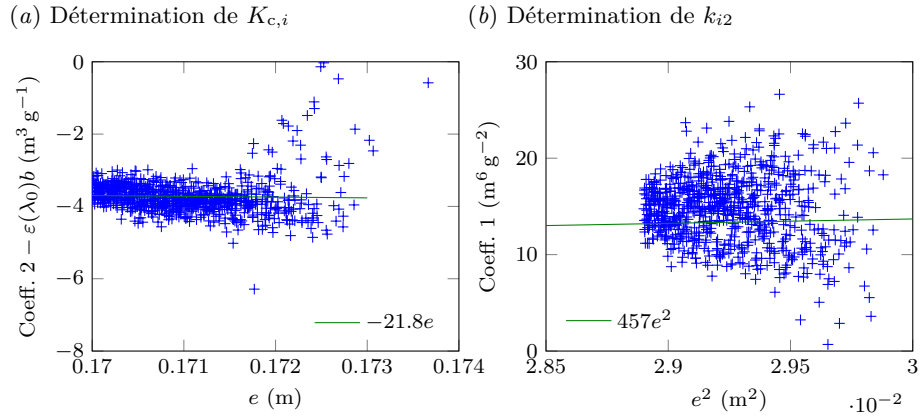 (a) Détermination de K_{c,i}
(b) Détermination de k_{i2}
Coeff. 2 − ε(λ₀)b (m³ g⁻¹)
0
−2
−4
−6
−8
−21.8e
0.17 0.171 0.172 0.173 0.174
e (m)
Coeff. 1 (m⁶ g⁻²)
30
20
10
0
457e²
2.85 2.9 2.95 3
e² (m²)
·10⁻²